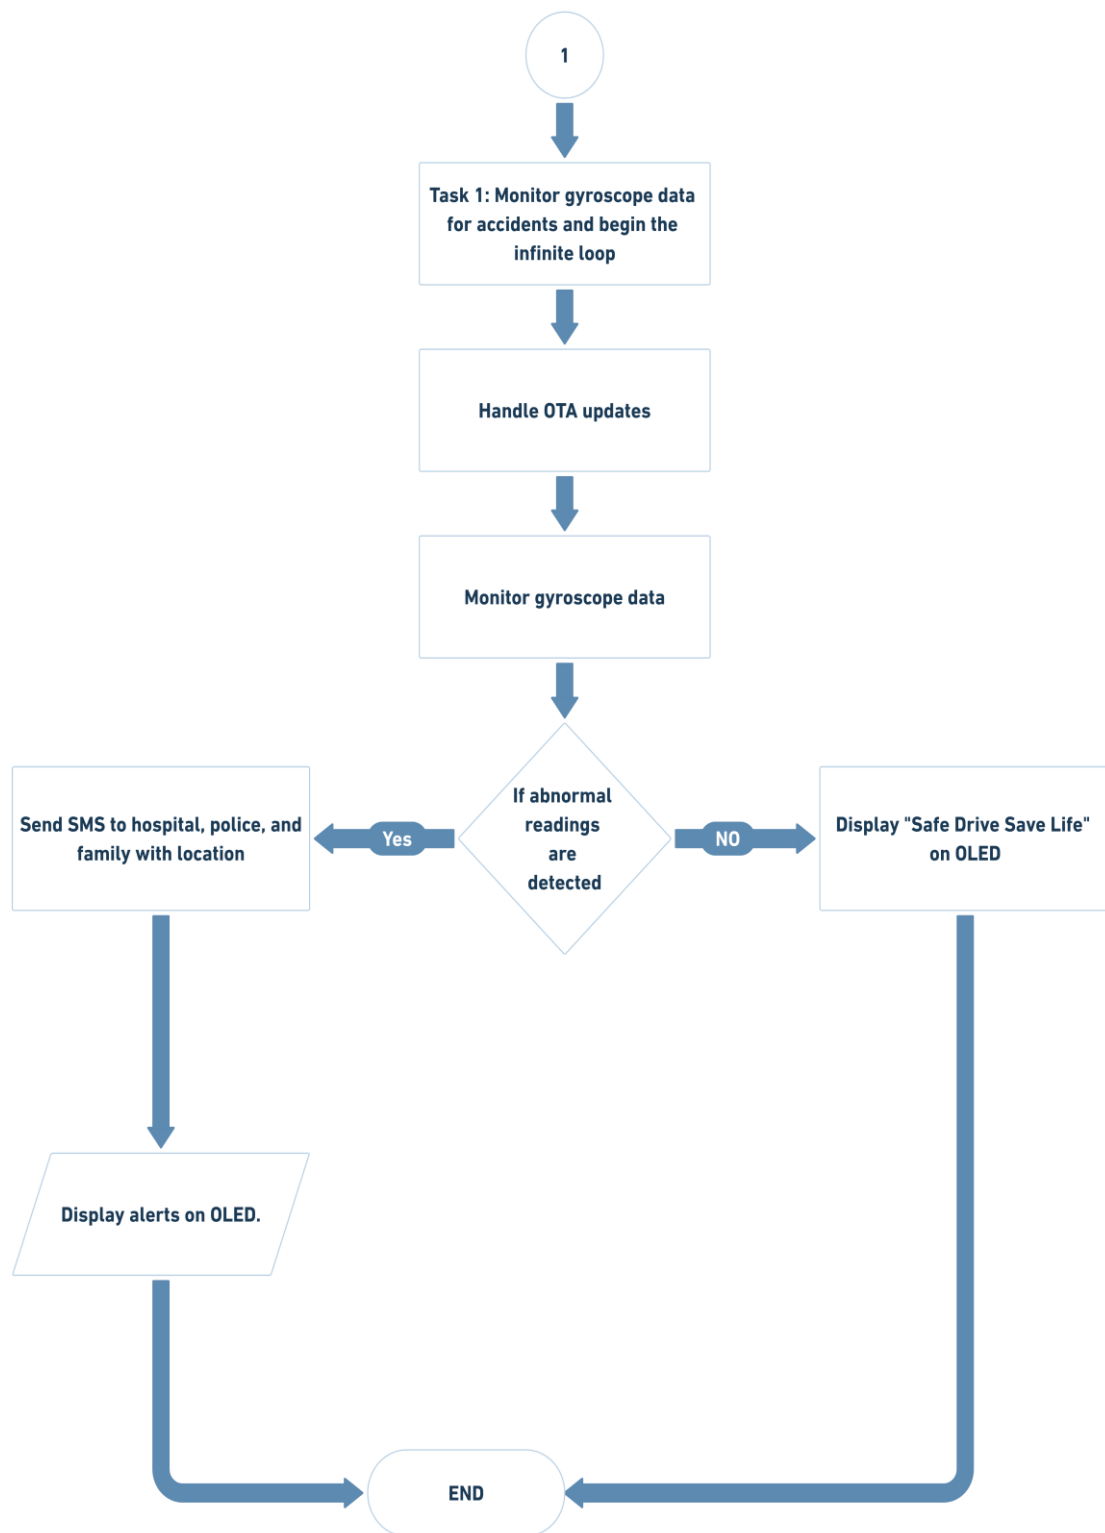 1
Task 1: Monitor gyroscope data
for accidents and begin the
infinite loop
Handle OTA updates
Monitor gyroscope data
If abnormal
readings
are
detected
Yes
NO
Send SMS to hospital, police, and
family with location
Display "Safe Drive Save Life"
on OLED
Display alerts on OLED.
END